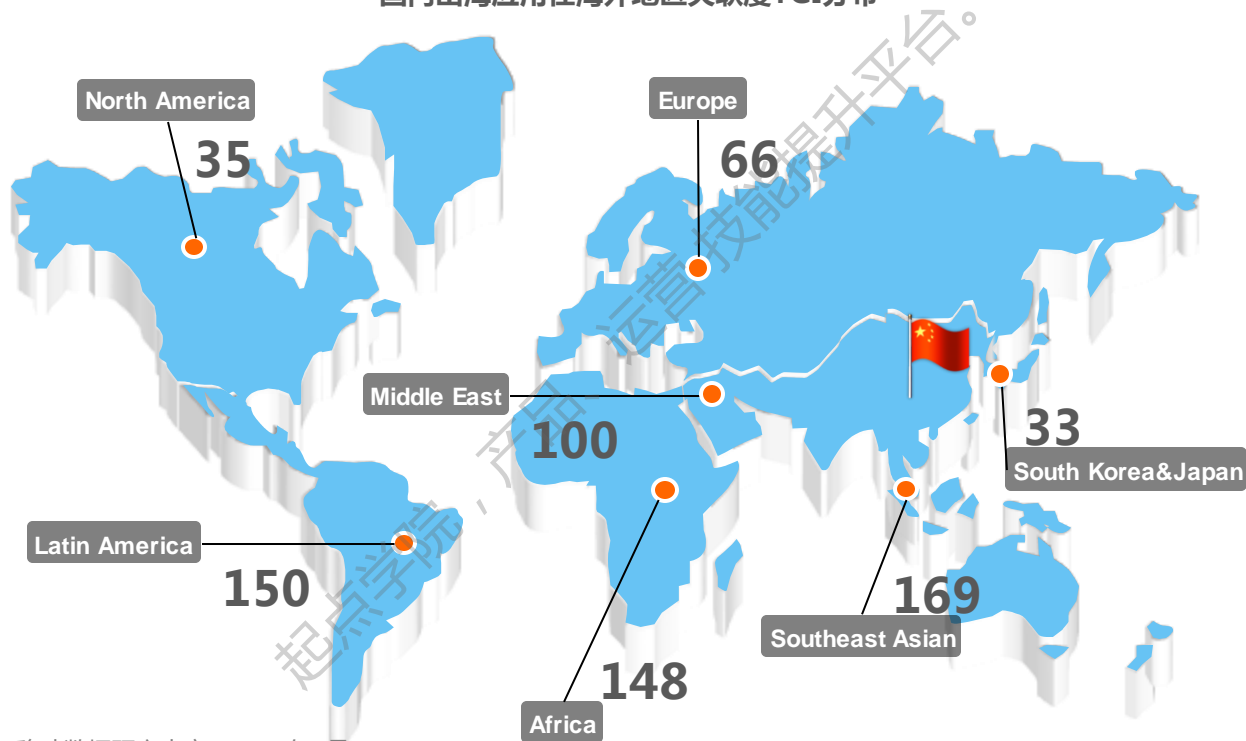 North America
35
Europe
66
Middle East
100
33
South Korea&Japan
Latin America
150
169
Southeast Asian
148
Africa
起点学院,产品、运营技能提升平台。